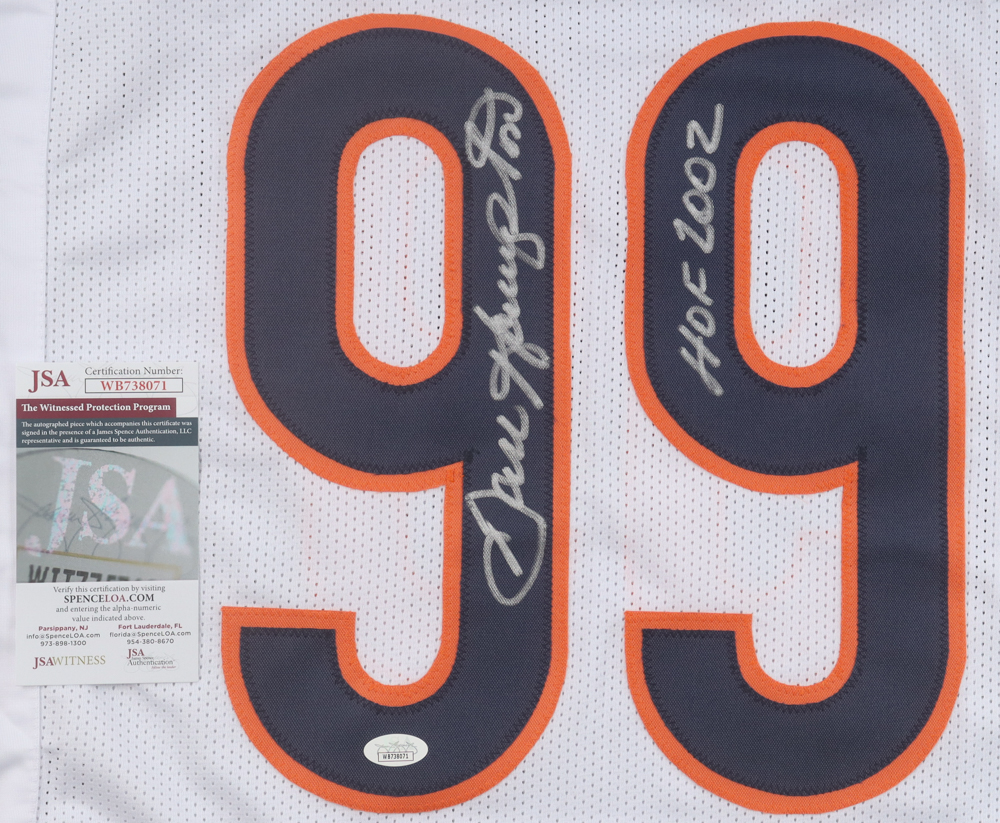 99
Dan Hampton
HOF 2002
JSA
Certification Number:
WB738071
The Witnessed Protection Program
The autographed piece which accompanies this certificate was
signed in the presence of a James Spence Authentication, LLC
representative and is guaranteed to be authentic.
JSA
Verify this certification by visiting
SPENCELOA.COM
and entering the alpha-numeric
value indicated above.
Parsippany, NJ
info@SpenceLOA.com
973-898-1300
Fort Lauderdale, FL
florida@SpenceLOA.com
954-380-8670
JSAWITNESS
JSA
Authentication
WB738071